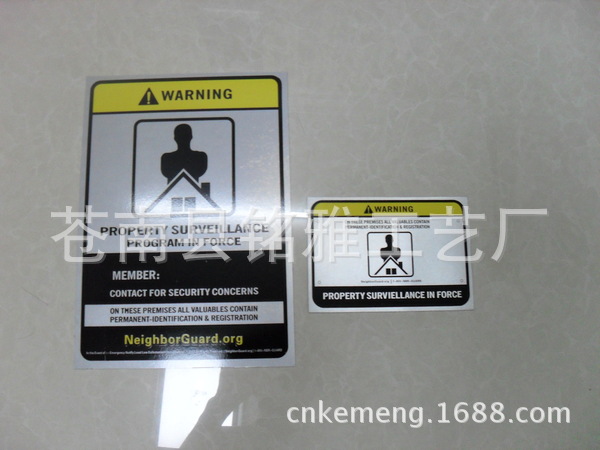 WARNING
PROPERTY SURVEILLANCE
PROGRAM IN FORCE
MEMBER:
CONTACT FOR SECURITY CONCERNS
ON THESE PREMISES ALL VALUABLES CONTAIN
PERMANENT-IDENTIFICATION & REGISTRATION
NeighborGuard.org
WARNING
ON THESE PREMISES ALL VALUABLES CONTAIN
PERMANENT-IDENTIFICATION & REGISTRATION
PROPERTY SURVIELLANCE IN FORCE
苍南县铭雅工艺厂
cnkemeng.1688.com